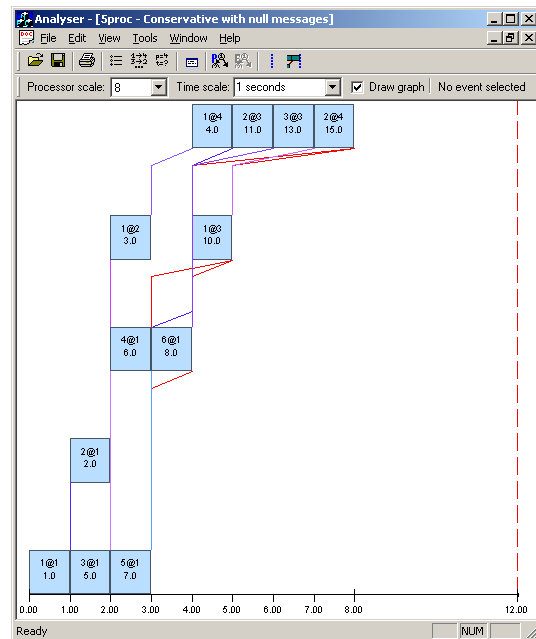 Analyser - [5proc - Conservative with null messages]
File Edit View Tools Window Help
Processor scale: 8 Time scale: 1 seconds Draw graph No event selected
1@4 2@3 3@3 2@4
4.0 11.0 13.0 15.0
1@2 1@3
3.0 10.0
4@1 6@1
6.0 8.0
2@1
2.0
1@1 3@1 5@1
1.0 5.0 7.0
0.00 1.00 2.00 3.00 4.00 5.00 6.00 7.00 8.00 12.00
Ready NUM